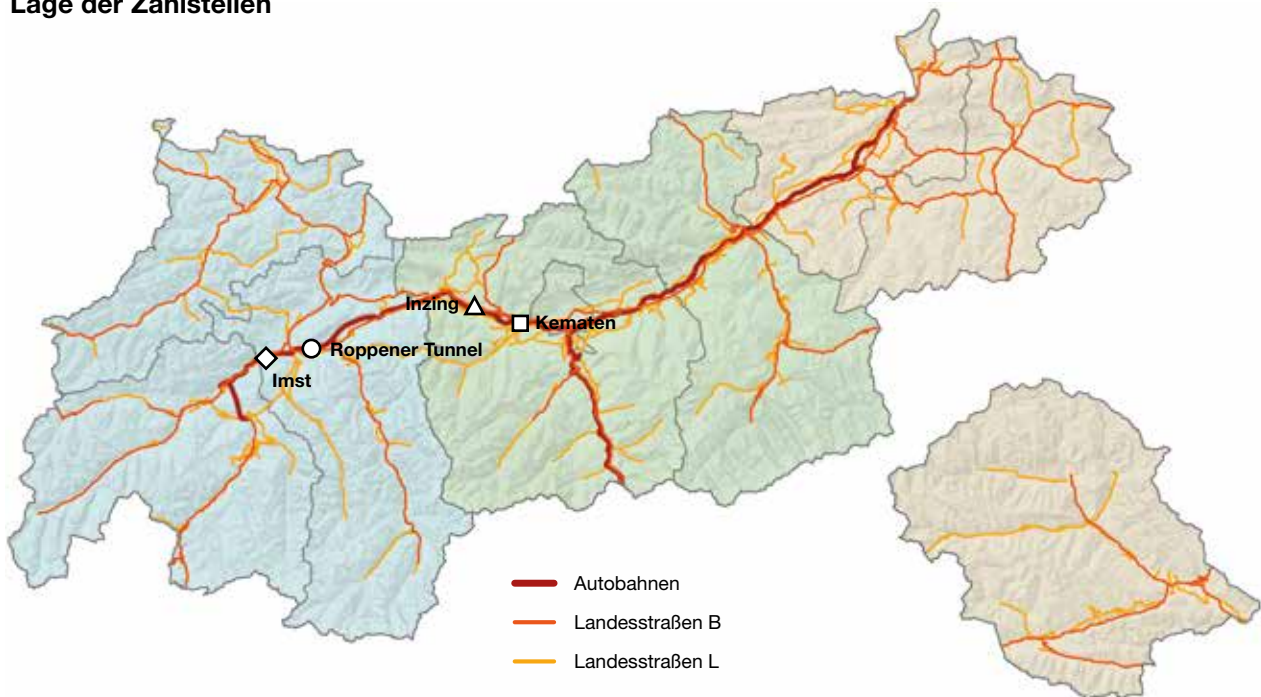 Lage der Zählstellen
Inzing
Kematen
Roppener Tunnel
Imst
Autobahnen
Landesstraßen B
Landesstraßen L